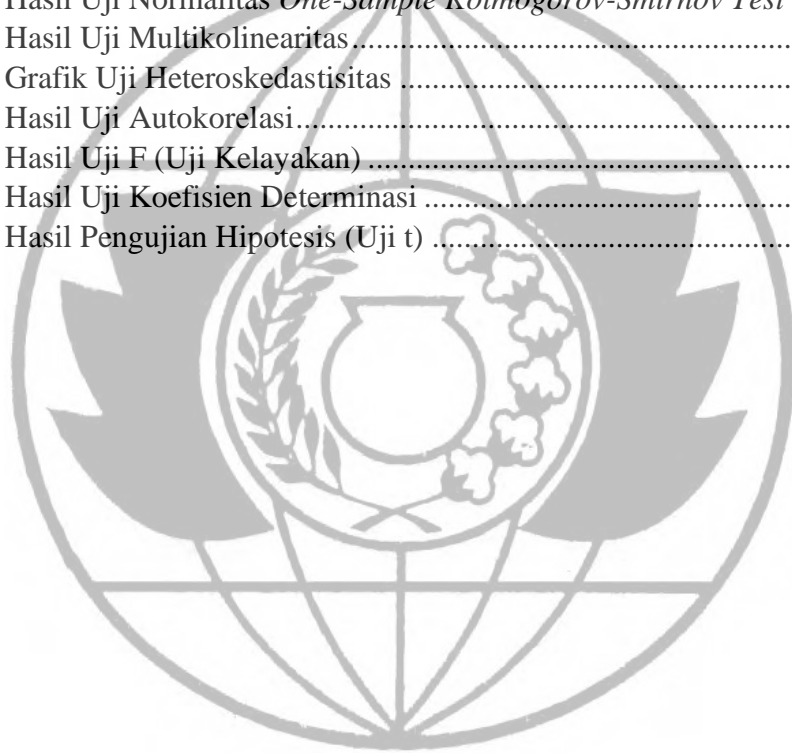 Hasil Uji Normalitas One-Sample Kolmogorov-Smirnov Test
Hasil Uji Multikolinearitas................................................
Grafik Uji Heteroskedastisitas ..........................................
Hasil Uji Autokorelasi.......................................................
Hasil Uji F (Uji Kelayakan) ..............................................
Hasil Uji Koefisien Determinasi .......................................
Hasil Pengujian Hipotesis (Uji t) ......................................